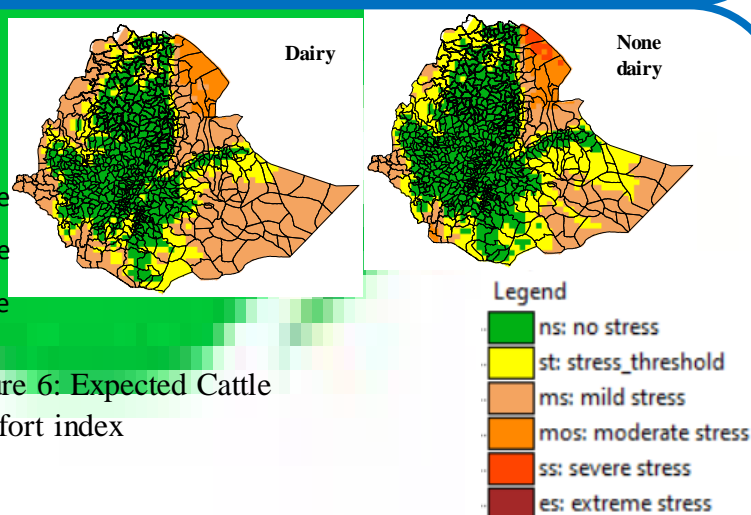 Dairy
None
dairy
e
e
e
Legend
ns: no stress
st: stress_threshold
ms: mild stress
mos: moderate stress
ss: severe stress
es: extreme stress
re 6: Expected Cattle
fort index